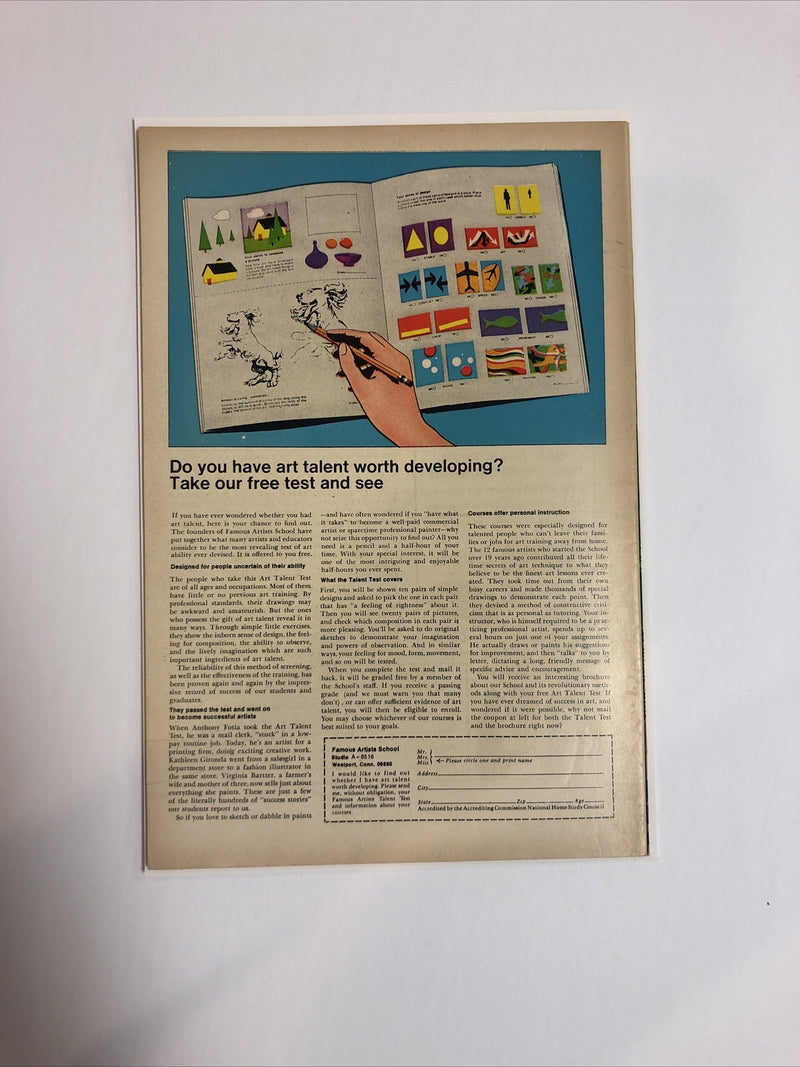 Your ability to compose
a picture
Your sense of design
Do you have art talent worth developing?
Take our free test and see
If you have ever wondered whether you had
art talent, here is your chance to find out.
The founders of Famous Artists School have
put together what many artists and educators
consider to be the most revealing test of art
ability ever devised. It is offered to you free.
Designed for people uncertain of their ability
The people who take this Art Talent Test
are of all ages and occupations. Most of them
have little or no previous art training. By
professional standards, their drawings may
be awkward and amateurish. But the ones
who possess the gift of art talent reveal it in
many ways. Through simple little exercises,
they show the inborn sense of design, the feel-
ing for composition, the ability to observe,
and the lively imagination which are such
important ingredients of art talent.
The reliability of this method of screening,
as well as the effectiveness of the training, has
been proven again and again by the impres-
sive record of success of our students and
graduates.
They passed the test and went on
to become successful artists
When Anthony Fotia took the Art Talent
Test, he was a mail clerk, "stuck" in a low-
pay routine job. Today, he's an artist for a
printing firm, doing exciting creative work.
Kathleen Gironda went from a salesgirl in a
department store to a fashion illustrator in
the same store. Virginia Bartter, a farmer's
wife and mother of three, now sells just about
everything she paints. These are just a few
of the literally hundreds of "success stories"
our students report to us.
So if you love to sketch or dabble in paints
—and have often wondered if you "have what
it takes" to become a well-paid commercial
artist or sparetime professional painter—why
not seize this opportunity to find out? All you
need is a pencil and a half-hour of your
time. With your special interest, it will be
one of the most intriguing and enjoyable
half-hours you ever spent.
What the Talent Test covers
First, you will be shown ten pairs of simple
designs and asked to pick the one in each pair
that has "a feeling of rightness" about it.
Then you will see twenty pairs of pictures,
and check which composition in each pair is
more pleasing. You'll be asked to do original
sketches to demonstrate your imagination
and powers of observation. And in similar
ways, your feeling for mood, form, movement,
and so on will be tested.
When you complete the test and mail it
back, it will be graded free by a member of
the School's staff. If you receive a passing
grade (and we must warn you that many
don't), or can offer sufficient evidence of art
talent, you will then be eligible to enroll.
You may choose whichever of our courses is
best suited to your goals.
Courses offer personal instruction
These courses were especially designed for
talented people who can't leave their fami-
lies or jobs for art training away from home.
The 12 famous artists who started the School
over 19 years ago contributed all their life-
time secrets of art technique to what they
believe to be the finest art lessons ever cre-
ated. They took time out from their own
busy careers and made thousands of special
drawings to demonstrate each point. Then
they devised a method of constructive criti-
cism that is as personal as tutoring. Your in-
structor, who is himself required to be a prac-
ticing professional artist, spends up to sev-
eral hours on just one of your assignments.
He actually draws or paints his suggestions
for improvement, and then "talks" to you by
letter, dictating a long, friendly message of
specific advice and encouragement.
You will receive an interesting brochure
about our School and its revolutionary meth-
ods along with your free Art Talent Test. If
you have ever dreamed of success in art, and
wondered if it were possible, why not mail
the coupon at left for both the Talent Test
and the brochure right now?
Famous Artists School
Studio A-6516
Westport, Conn. 06880
I would like to find out
whether I have art talent
worth developing. Please send
me, without obligation, your
Famous Artists Talent Test
and information about your
courses.
Mr.
Mrs. Please circle one and print name
Miss
Address
City
State Zip Age
Accredited by the Accrediting Commission National Home Study Council